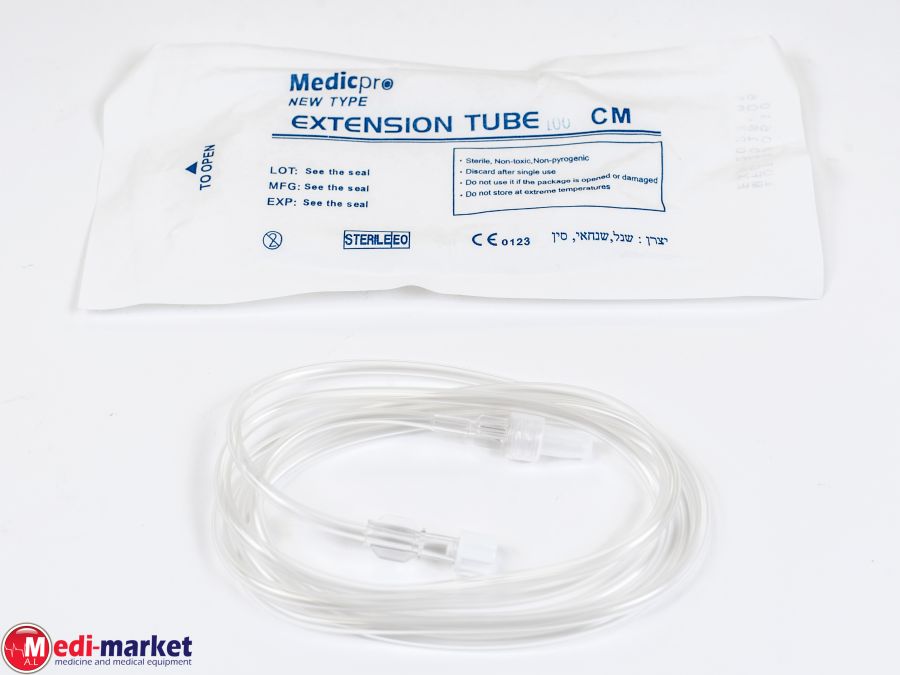 Medicpro
NEW TYPE
EXTENSION TUBE 100 CM
TO OPEN
LOT: See the seal
MFG: See the seal
EXP: See the seal
· Sterile, Non-toxic,Non-pyrogenic
· Discard after single use
· Do not use it if the package is opened or damaged
· Do not store at extreme temperatures
2
STERILE EO
CE 0123
יצרן : שנל,שנחאי, סין
Medi-market
A.L
medicine and medical equipment